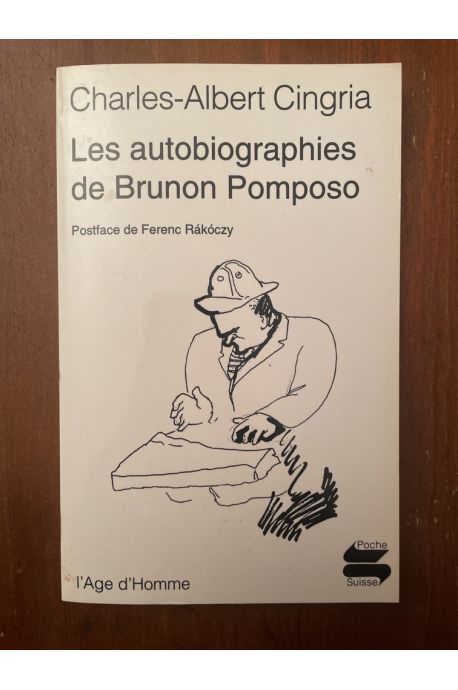 Charles-Albert Cingria
Les autobiographies
de Brunon Pomposo
Postface de Ferenc Rákóczy
l'Age d'Homme
Poche
Suisse